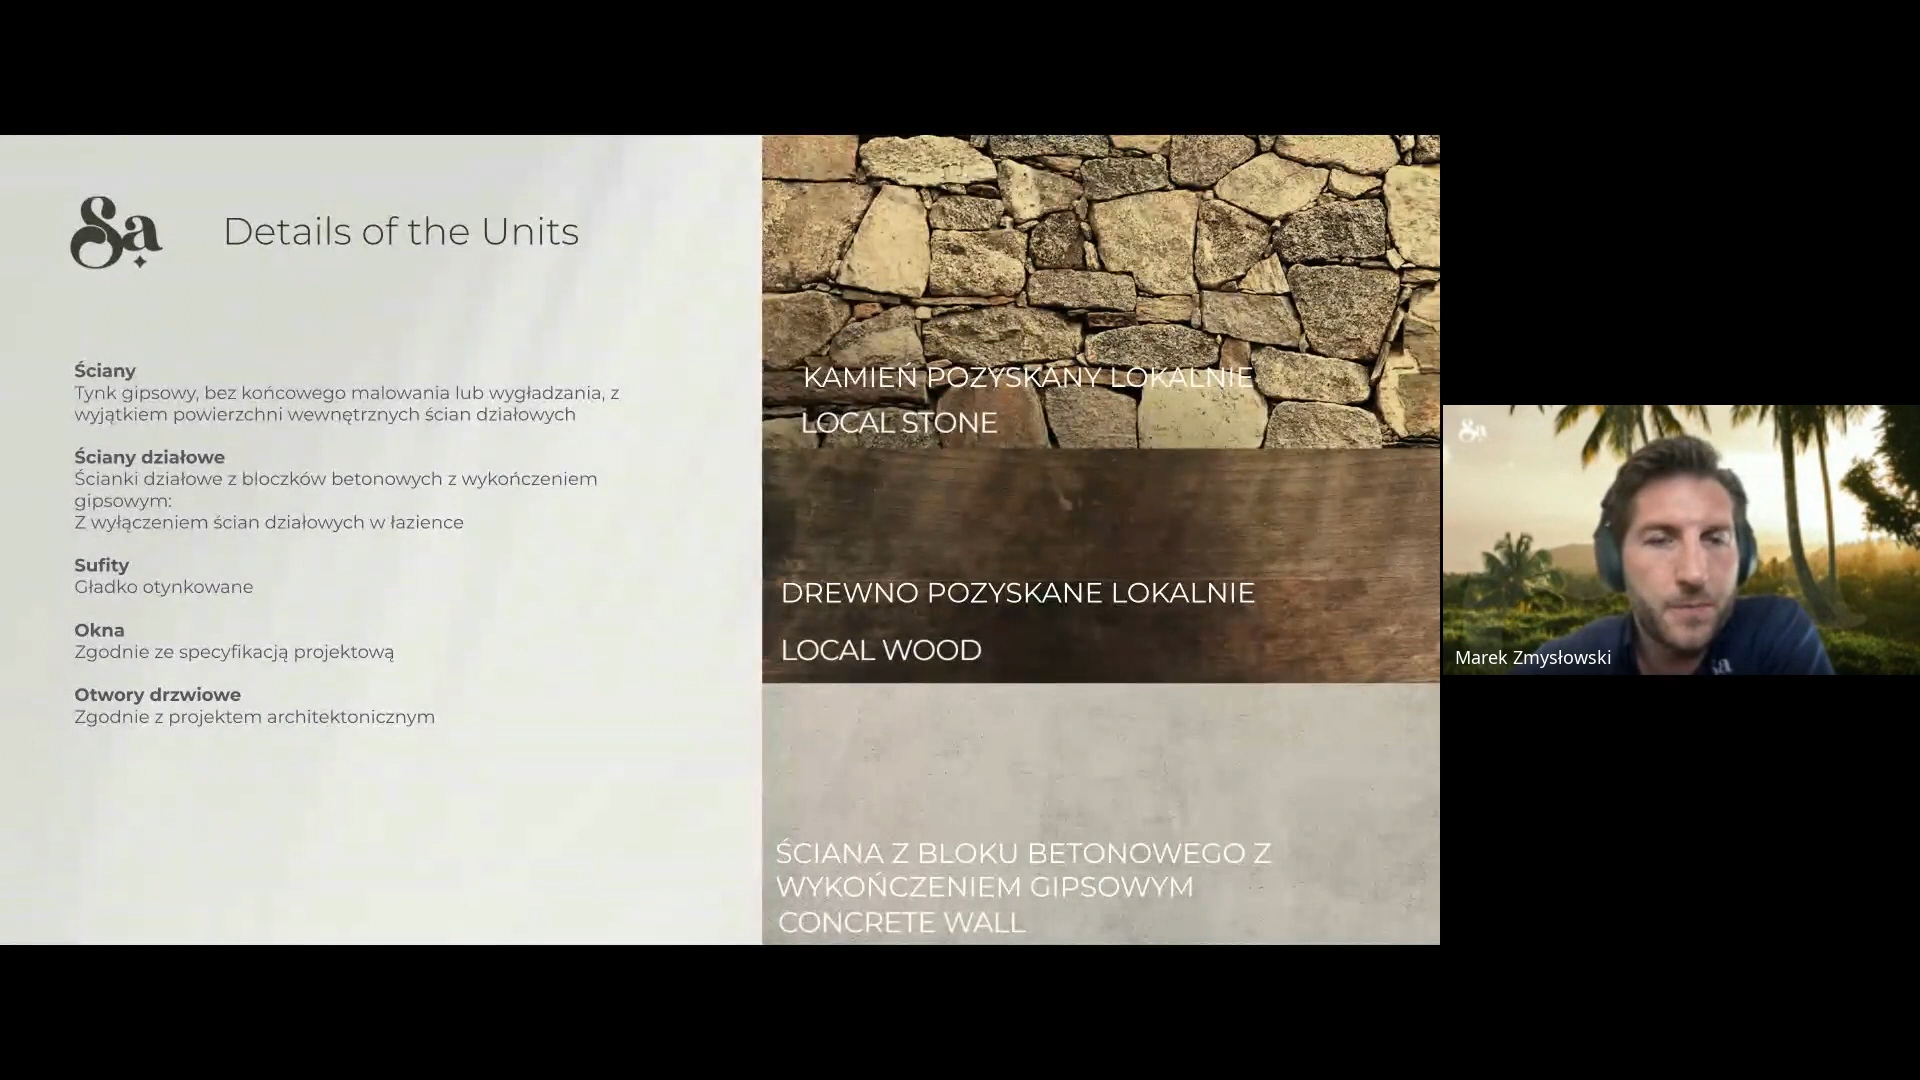 Sa
Details of the Units
Ściany
Tynk gipsowy, bez końcowego malowania lub wygładzania, z
wyjątkiem powierzchni wewnętrznych ścian działowych
Ściany działowe
Ścianki działowe z bloczków betonowych z wykończeniem
gipsowym:
Z wyłączeniem ścian działowych w łazience
Sufity
Gładko otynkowane
Okna
Zgodnie ze specyfikacją projektową
Otwory drzwiowe
Zgodnie z projektem architektonicznym
KAMIEŃ POZYSKANY LOKALNIE
LOCAL STONE
DREWNO POZYSKANE LOKALNIE
LOCAL WOOD
ŚCIANA Z BLOKU BETONOWEGO Z
WYKOŃCZENIEM GIPSOWYM
CONCRETE WALL
Sa
Marek Zmysłowski
sa